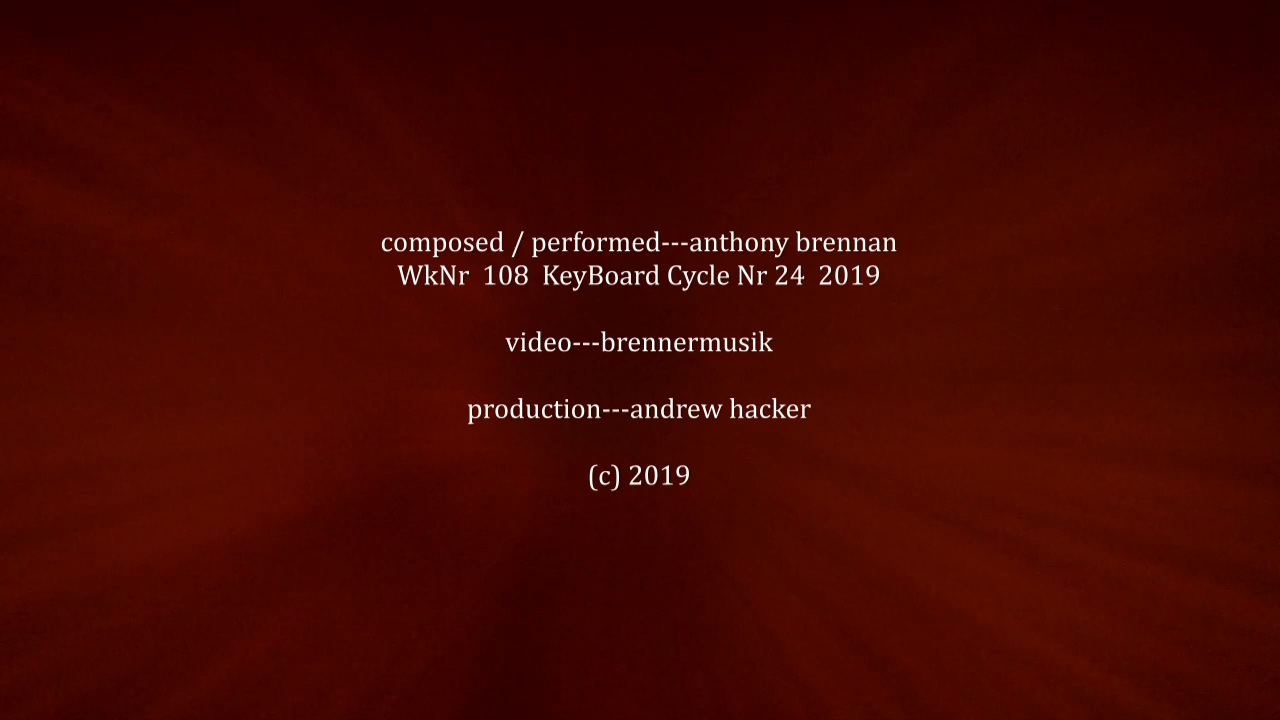 composed / performed---anthony brennan
WkNr  108  KeyBoard Cycle Nr 24  2019
video---brennermusik
production---andrew hacker
(c) 2019